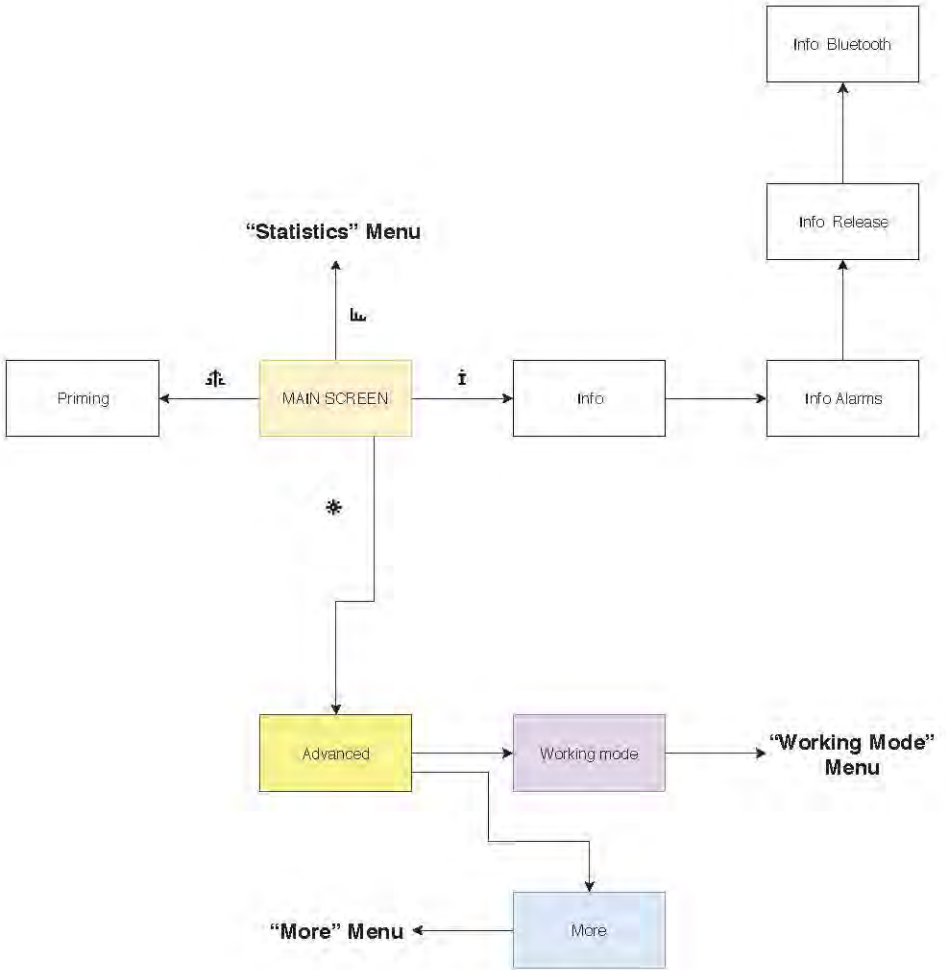 Info Bluetooth
Info Release
“Statistics” Menu
Priming
MAIN SCREEN
i
Info
Info Alarms
Advanced
Working mode
“Working Mode”
Menu
“More” Menu
More